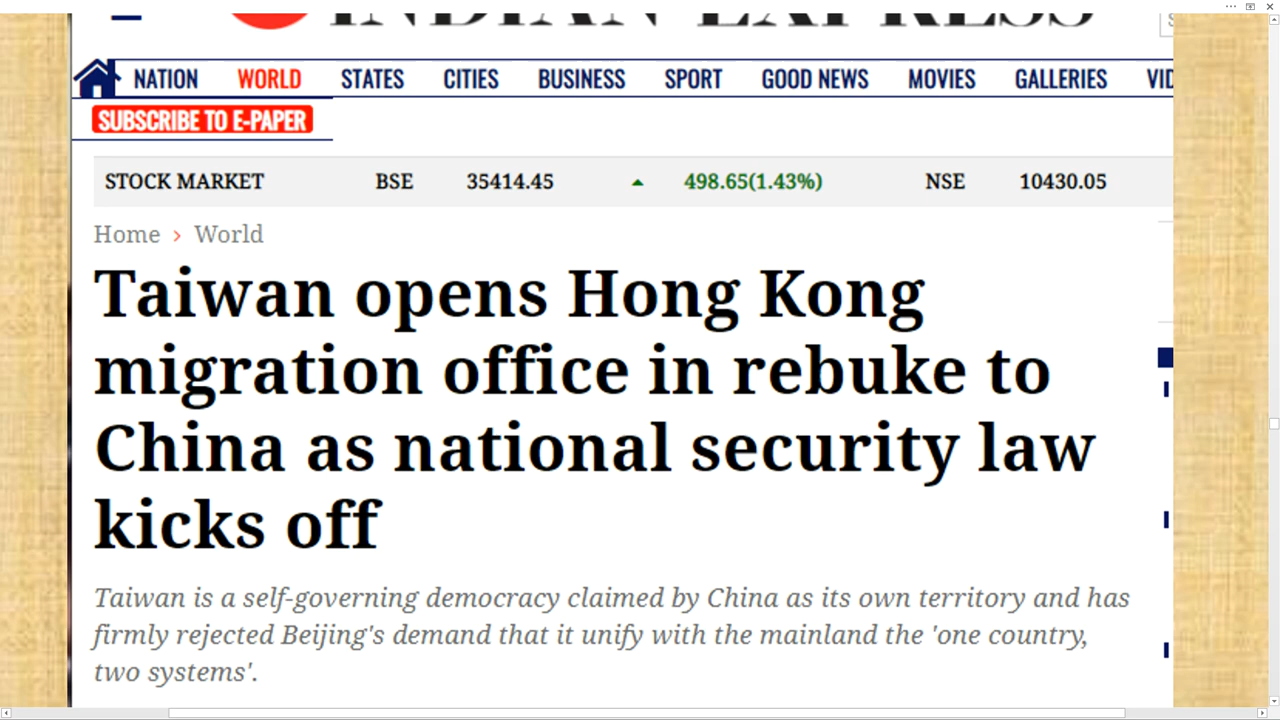 INDIAN EXPRESS
NATION WORLD STATES CITIES BUSINESS SPORT GOOD NEWS MOVIES GALLERIES
SUBSCRIBE TO E-PAPER
STOCK MARKET BSE 35414.45 498.65(1.43%) NSE 10430.05
Home > World
Taiwan opens Hong Kong
migration office in rebuke to
China as national security law
kicks off
Taiwan is a self-governing democracy claimed by China as its own territory and has
firmly rejected Beijing's demand that it unify with the mainland the 'one country,
two systems'.